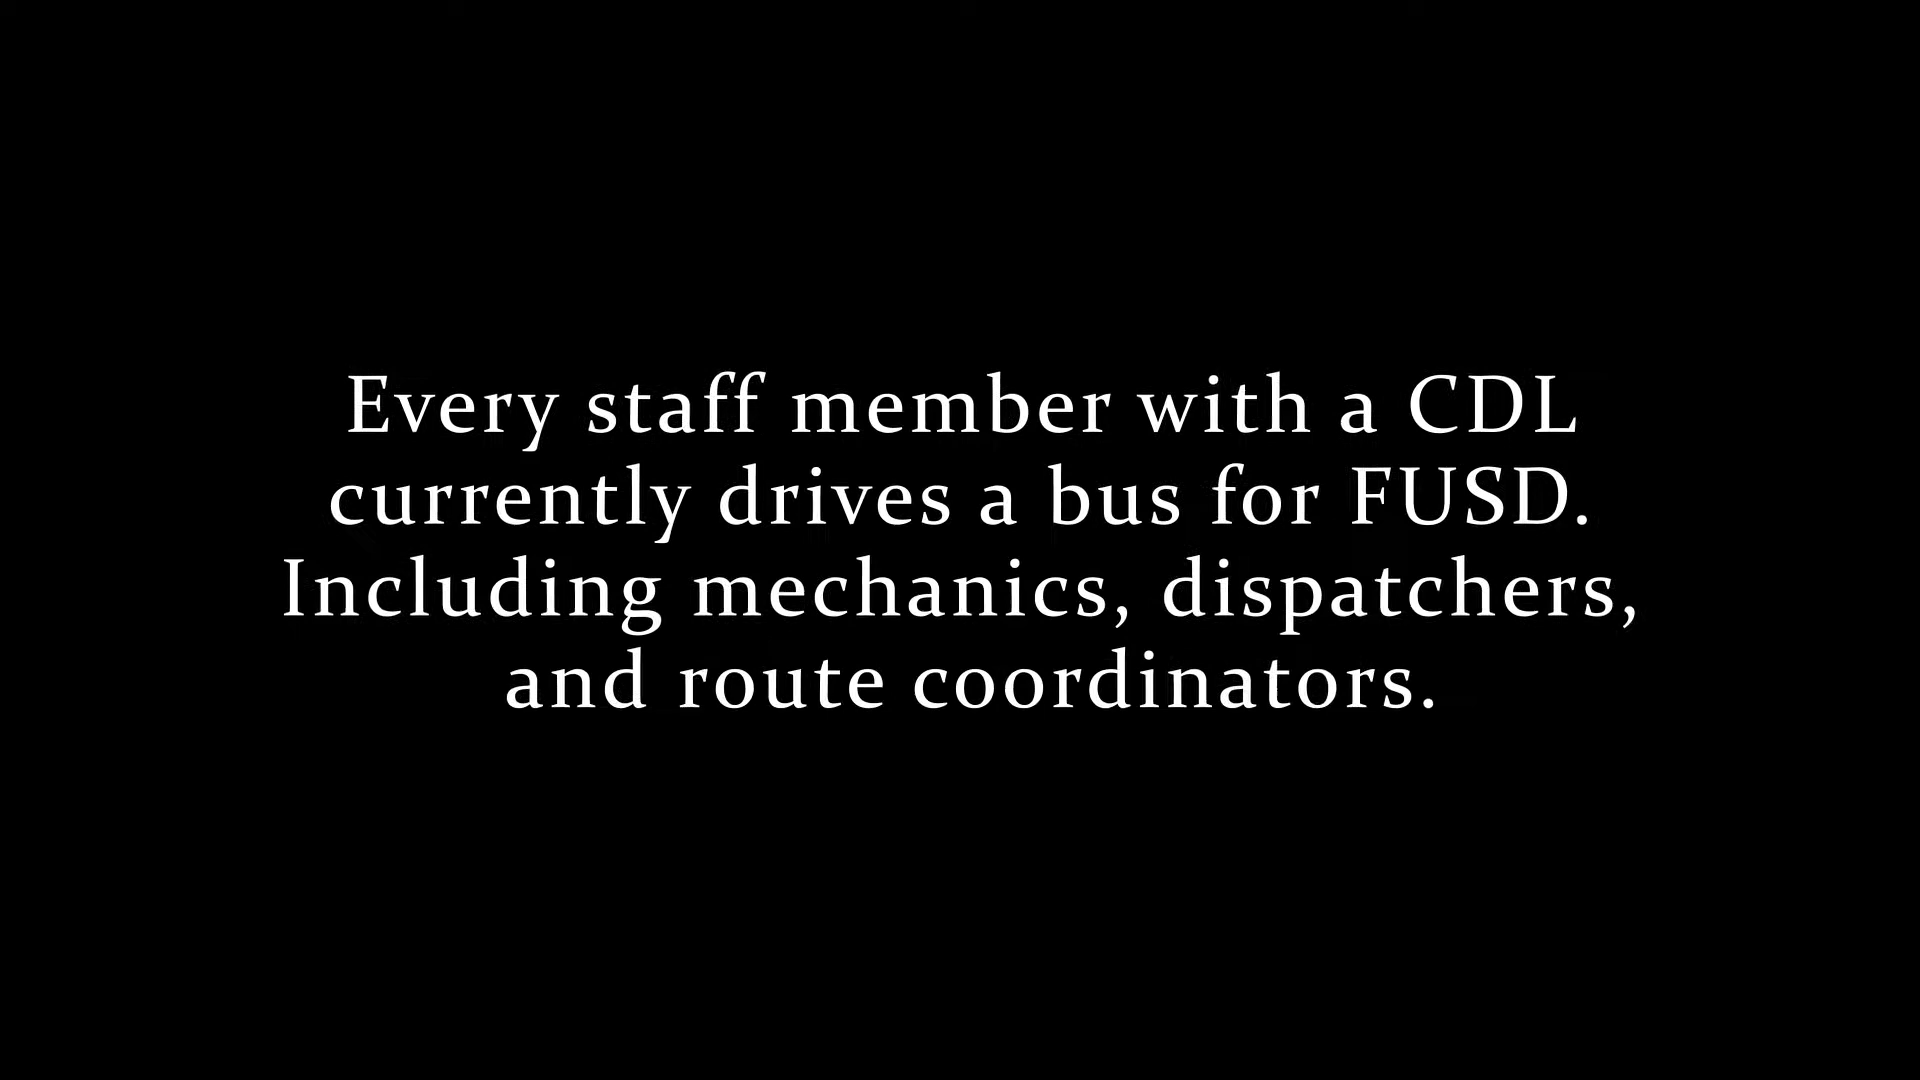 Every staff member with a CDL
currently drives a bus for FUSD.
Including mechanics, dispatchers,
and route coordinators.